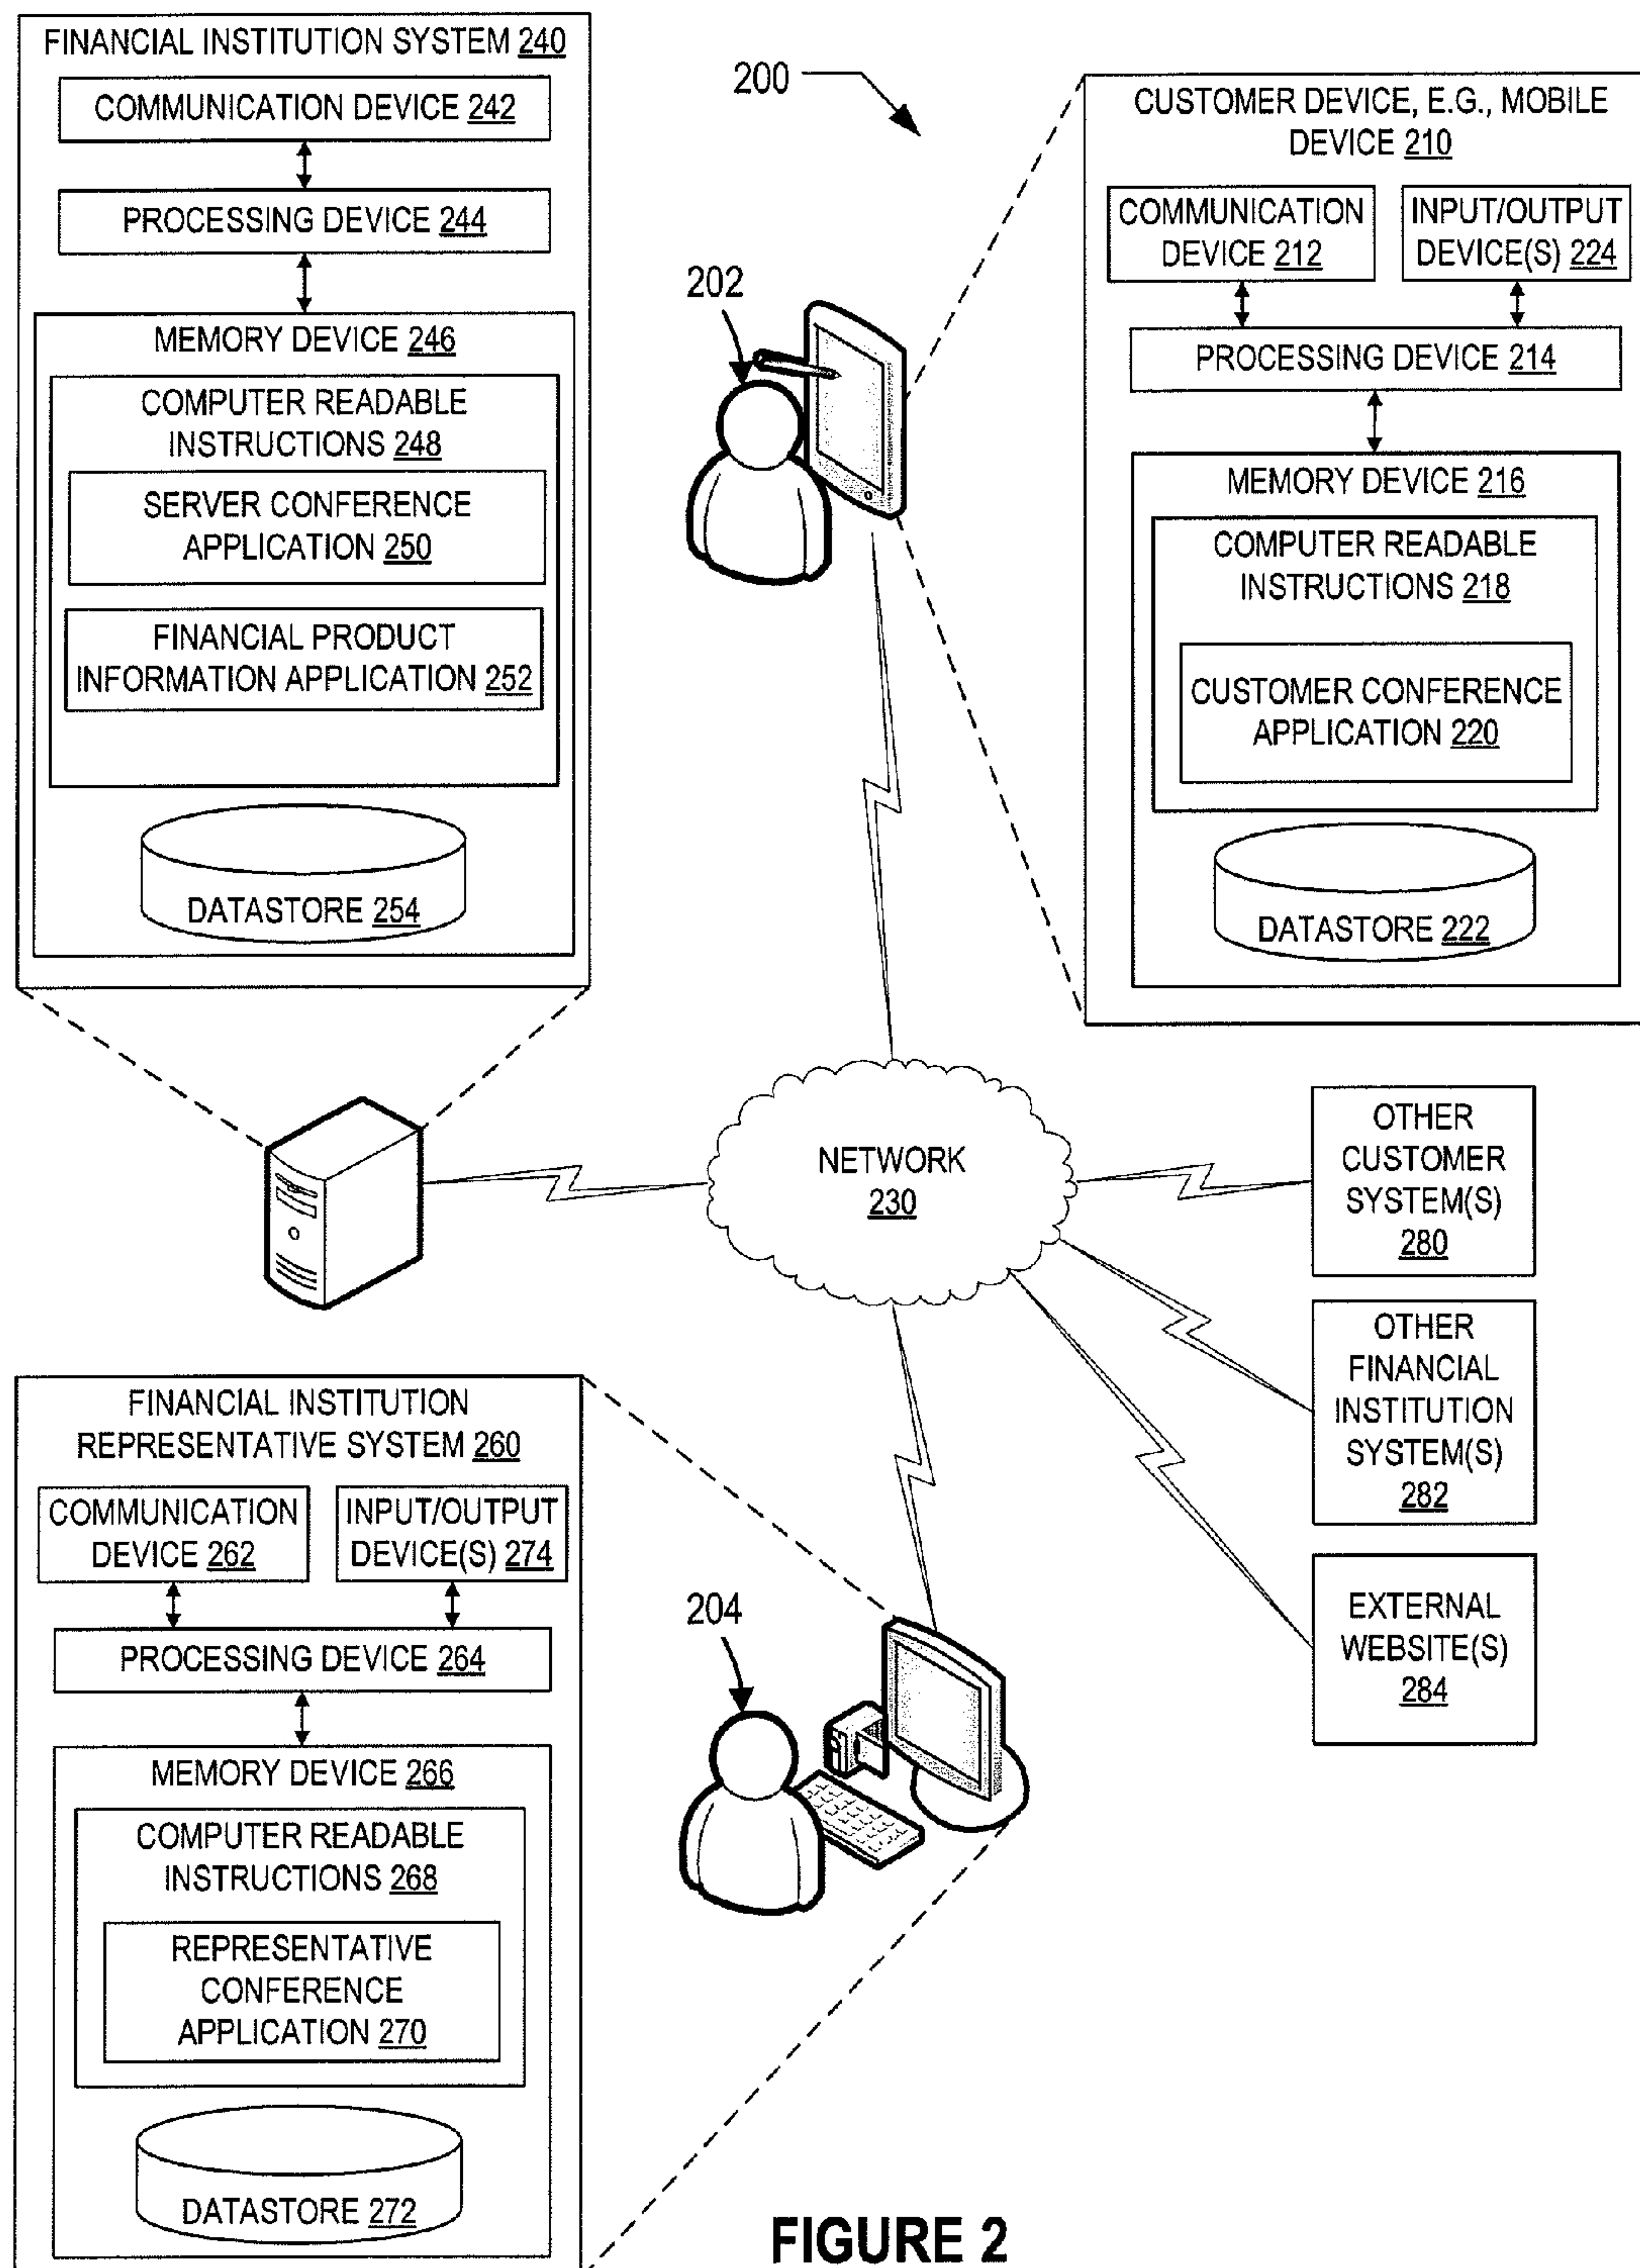 FINANCIAL INSTITUTION SYSTEM 240
COMMUNICATION DEVICE 242
PROCESSING DEVICE 244
MEMORY DEVICE 246
COMPUTER READABLE
INSTRUCTIONS 248
SERVER CONFERENCE
APPLICATION 250
FINANCIAL PRODUCT
INFORMATION APPLICATION 252
DATASTORE 254
200
202
CUSTOMER DEVICE, E.G., MOBILE
DEVICE 210
COMMUNICATION
DEVICE 212
INPUT/OUTPUT
DEVICE(S) 224
PROCESSING DEVICE 214
MEMORY DEVICE 216
COMPUTER READABLE
INSTRUCTIONS 218
CUSTOMER CONFERENCE
APPLICATION 220
DATASTORE 222
NETWORK
230
OTHER
CUSTOMER
SYSTEM(S)
280
OTHER
FINANCIAL
INSTITUTION
SYSTEM(S)
282
EXTERNAL
WEBSITE(S)
284
FINANCIAL INSTITUTION
REPRESENTATIVE SYSTEM 260
COMMUNICATION
DEVICE 262
INPUT/OUTPUT
DEVICE(S) 274
PROCESSING DEVICE 264
MEMORY DEVICE 266
COMPUTER READABLE
INSTRUCTIONS 268
REPRESENTATIVE
CONFERENCE
APPLICATION 270
DATASTORE 272
204
FIGURE 2